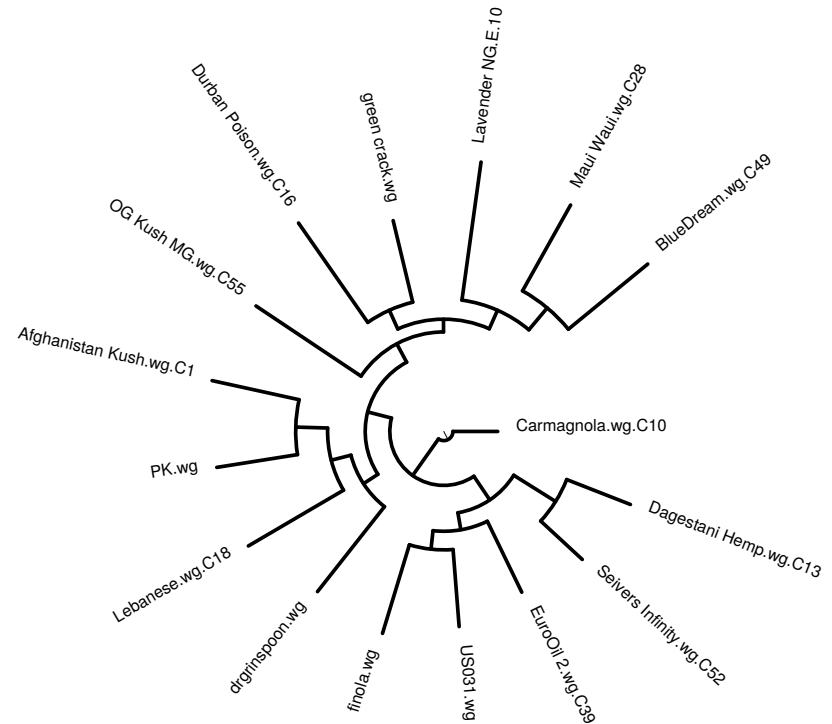 Lavender NG.E.10
Maui Waui.wg.C28
BlueDream.wg.C49
green crack.wg
Durban Poison.wg.C16
OG Kush MG.wg.C55
Afghanistan Kush.wg.C1
Carmagnola.wg.C10
PK.wg
Dagestani Hemp.wg.C13
Lebanese.wg.C18
Seivers Infinity.wg.C52
drgrinspoon.wg
EuroOil 2.wg.C39
finola.wg
US031.wg